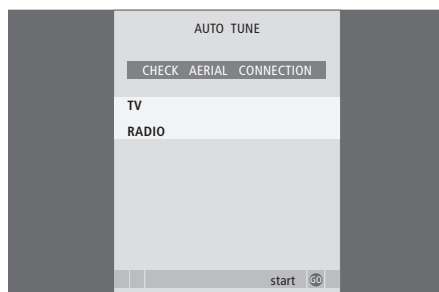 AUTO TUNE
CHECK AERIAL CONNECTION
TV
RADIO
start GO